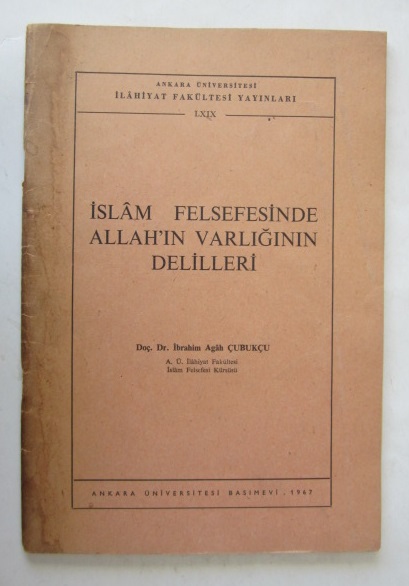 ANKARA ÜNİVERSİTESİ
İLÂHİYAT FAKÜLTESİ YAYINLARI
LXIX
İSLÂM FELSEFESİNDE
ALLAH'IN VARLIĞININ
DELİLLERİ
Doç. Dr. İbrahim Agâh ÇUBUKÇU
A. Ü. İlâhiyat Fakültesi
İslâm Felsefesi Kürsüsü
ANKARA ÜNİVERSİTESİ BASIMEVİ . 1967